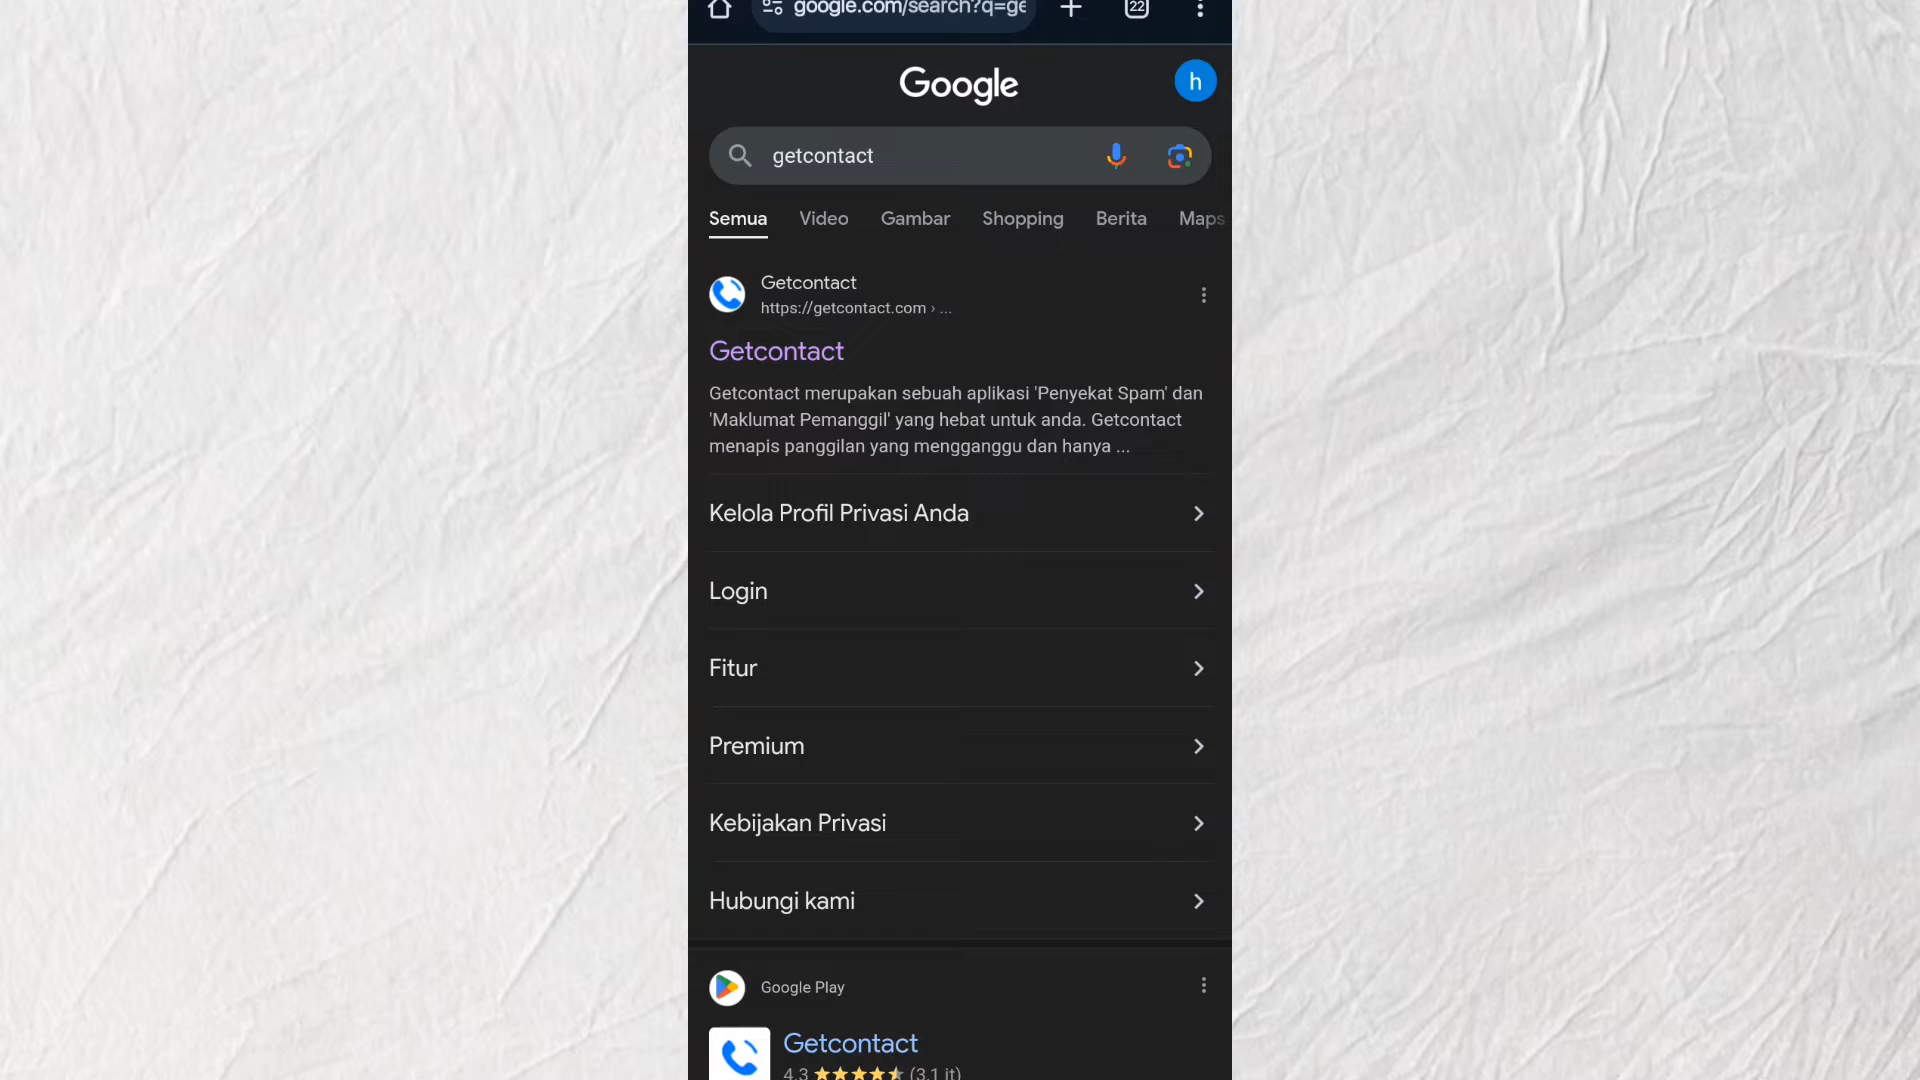 google.com/search?q=ge
22
Google
h
getcontact
Semua Video Gambar Shopping Berita Maps
Getcontact
https://getcontact.com › ...
Getcontact
Getcontact merupakan sebuah aplikasi 'Penyekat Spam' dan
'Maklumat Pemanggil' yang hebat untuk anda. Getcontact
menapis panggilan yang mengganggu dan hanya ...
Kelola Profil Privasi Anda
Login
Fitur
Premium
Kebijakan Privasi
Hubungi kami
Google Play
Getcontact
4.3 (3.1 jt)